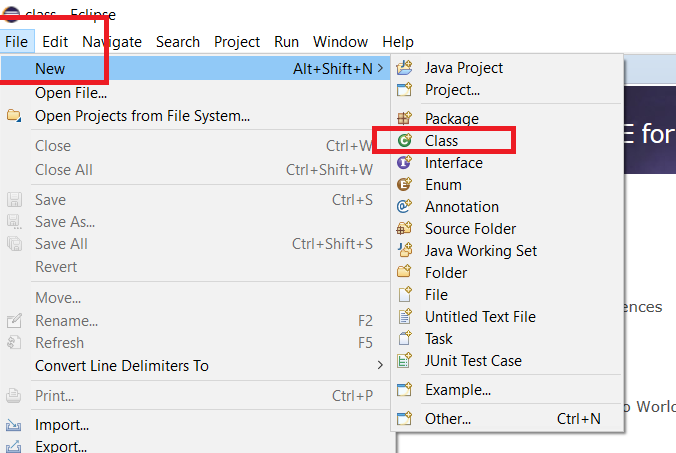 class - Eclipse
File Edit Navigate Search Project Run Window Help
New Alt+Shift+N
Open File...
Open Projects from File System...
Close Ctrl+W
Close All Ctrl+Shift+W
Save Ctrl+S
Save As...
Save All Ctrl+Shift+S
Revert
Move...
Rename... F2
Refresh F5
Convert Line Delimiters To
Print... Ctrl+P
Import...
Export...
Java Project
Project...
Package
Class
Interface
Enum
Annotation
Source Folder
Java Working Set
Folder
File
Untitled Text File
Task
JUnit Test Case
Example...
Other... Ctrl+N
E for
ences
o World